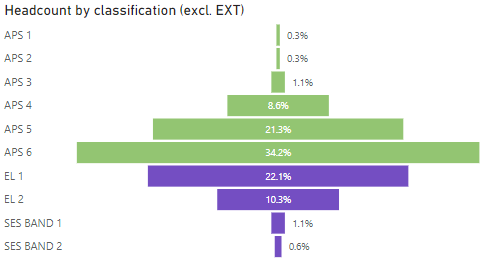 Headcount by classification (excl. EXT)
APS 1 0.3%
APS 2 0.3%
APS 3 1.1%
APS 4 8.6%
APS 5 21.3%
APS 6 34.2%
EL 1 22.1%
EL 2 10.3%
SES BAND 1 1.1%
SES BAND 2 0.6%